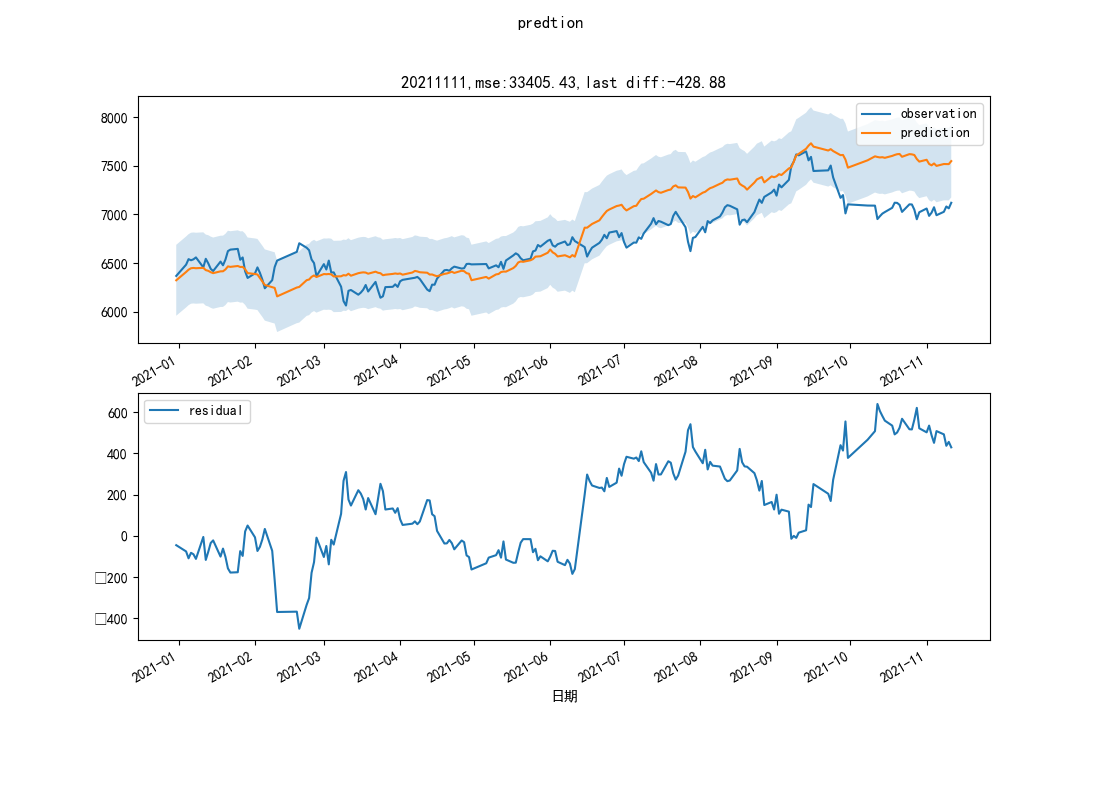 predtion
20211111,mse:33405.43,last diff:-428.88
observation
prediction
8000
7500
7000
6500
6000
2021-01 2021-02 2021-03 2021-04 2021-05 2021-06 2021-07 2021-08 2021-09 2021-10 2021-11
residual
600
400
200
0
□200
□400
2021-01 2021-02 2021-03 2021-04 2021-05 2021-06 2021-07 2021-08 2021-09 2021-10 2021-11
日期